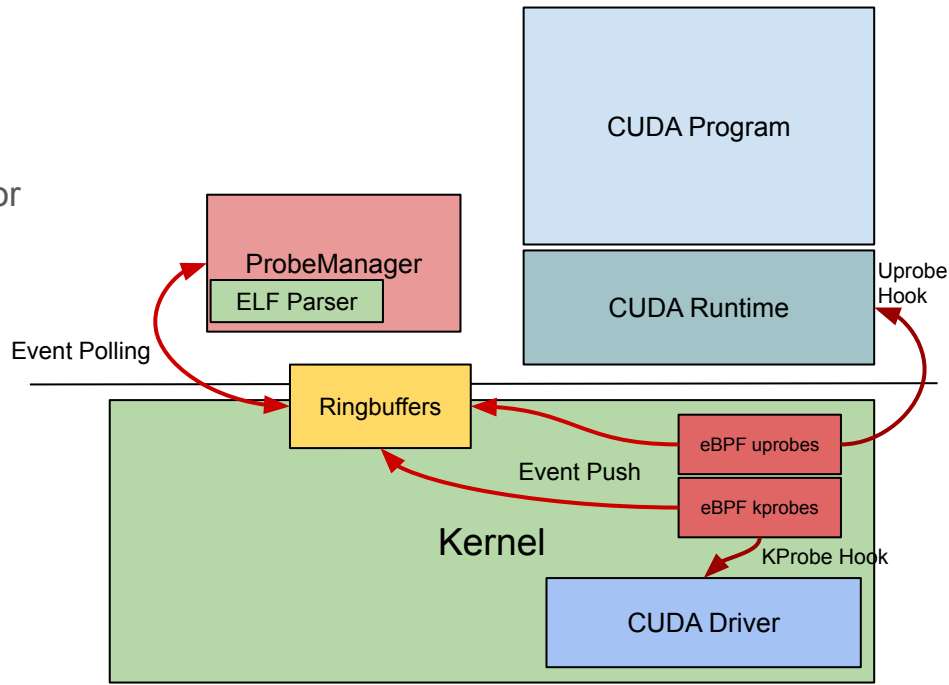 CUDA Program
or
ProbeManager
ELF Parser
CUDA Runtime
Uprobe
Hook
Event Polling
Ringbuffers
eBPF uprobes
Event Push
eBPF kprobes
Kernel
KProbe Hook
CUDA Driver